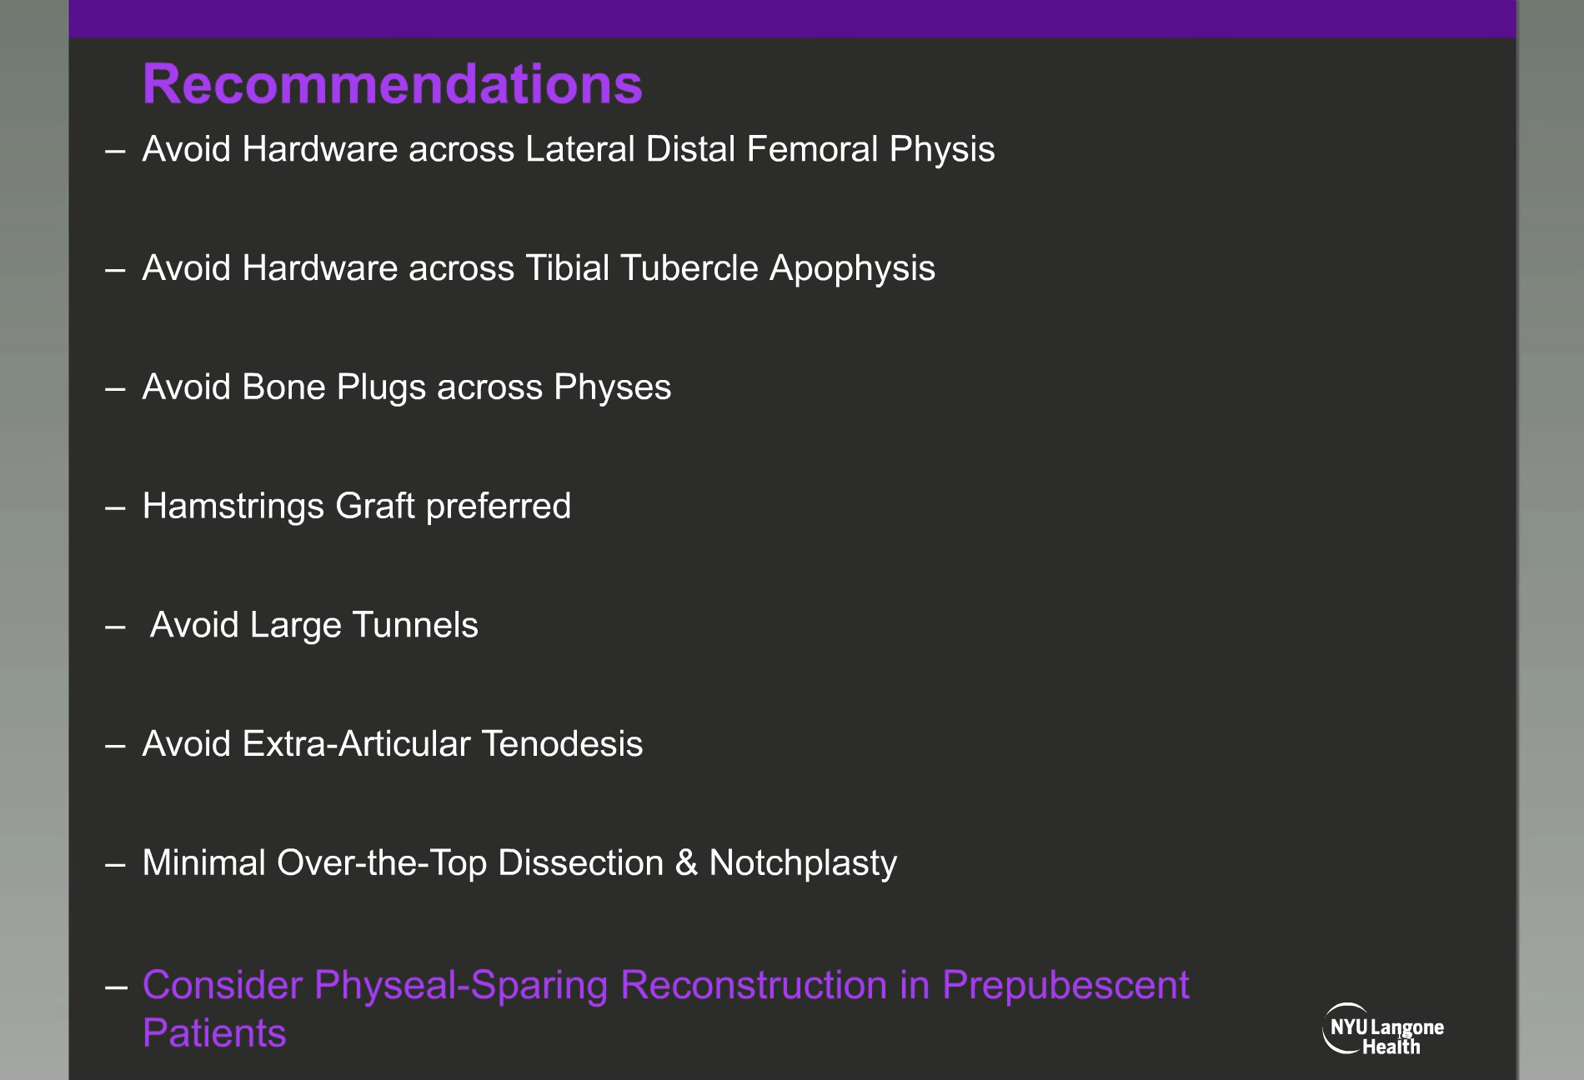 Recommendations
– Avoid Hardware across Lateral Distal Femoral Physis
– Avoid Hardware across Tibial Tubercle Apophysis
– Avoid Bone Plugs across Physes
– Hamstrings Graft preferred
– Avoid Large Tunnels
– Avoid Extra-Articular Tenodesis
– Minimal Over-the-Top Dissection & Notchplasty
– Consider Physeal-Sparing Reconstruction in Prepubescent
Patients
NYU Langone
Health